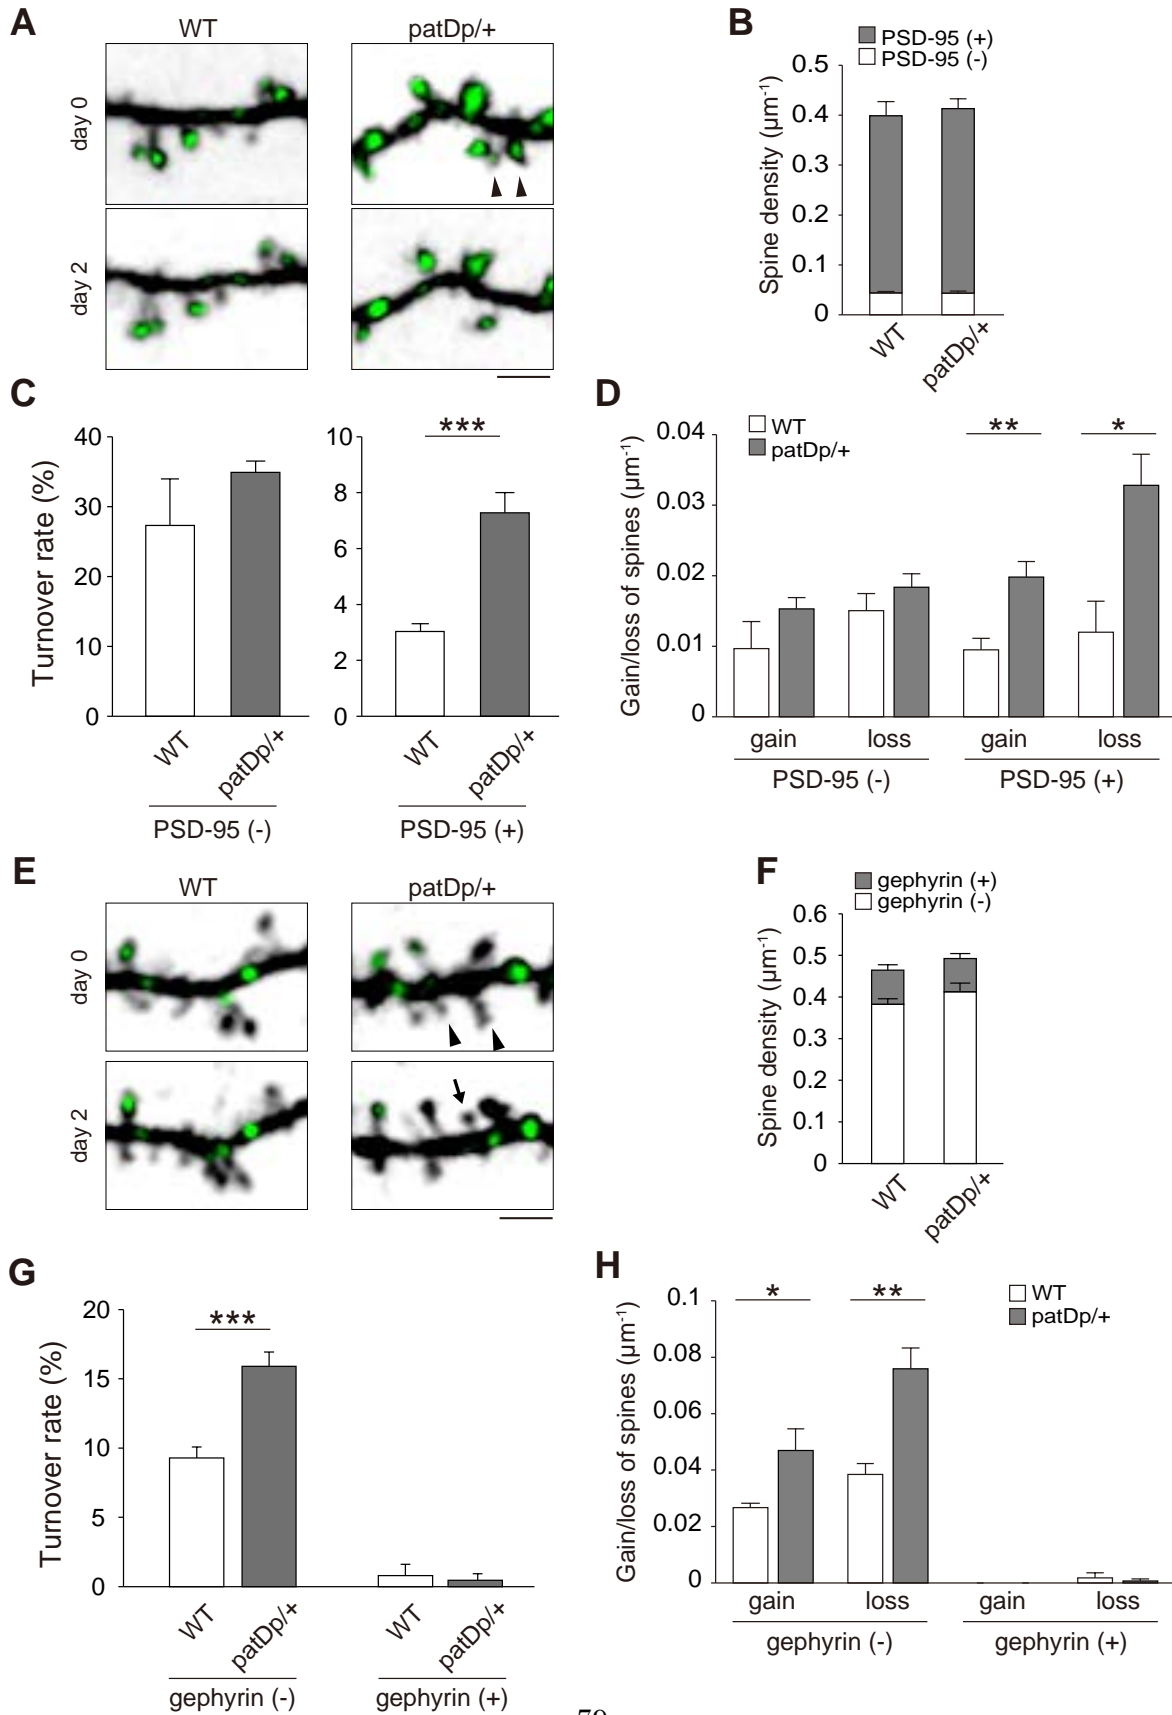 A
WT
patDp/+
day 0
day 2
B
PSD-95 (+)
PSD-95 (-)
Spine density (µm-1)
0.5
0.4
0.3
0.2
0.1
0
WT
patDp/+
C
Turnover rate (%)
40
30
20
10
0
WT
patDp/+
PSD-95 (-)
10
8
6
4
2
0
***
WT
patDp/+
PSD-95 (+)
D
WT
patDp/+
Gain/loss of spines (µm-1)
0.04
0.03
0.02
0.01
0
**
*
gain
loss
gain
loss
PSD-95 (-)
PSD-95 (+)
E
WT
patDp/+
day 0
day 2
F
gephyrin (+)
gephyrin (-)
Spine density (µm-1)
0.6
0.5
0.4
0.3
0.2
0.1
0
WT
patDp/+
G
Turnover rate (%)
20
15
10
5
0
***
WT
patDp/+
WT
patDp/+
gephyrin (-)
gephyrin (+)
H
WT
patDp/+
Gain/loss of spines (µm-1)
0.1
0.08
0.06
0.04
0.02
0
*
**
gain
loss
gain
loss
gephyrin (-)
gephyrin (+)